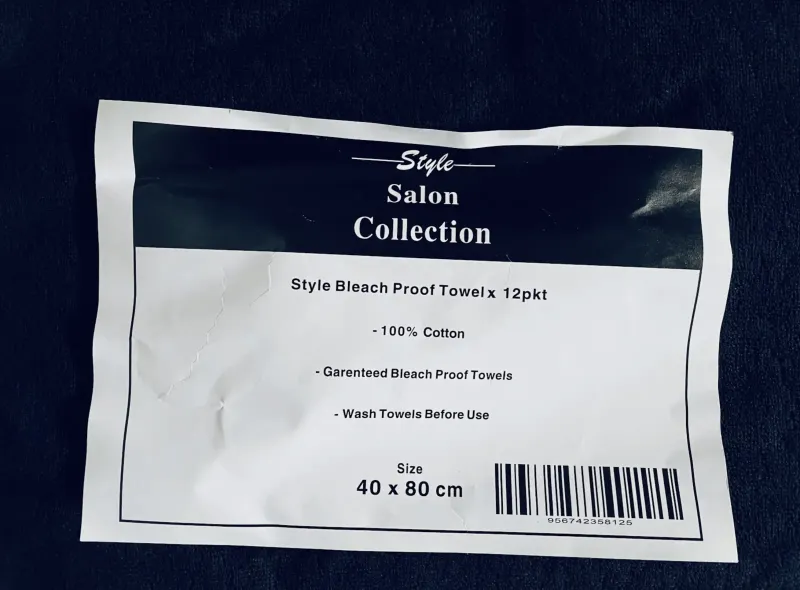 Style
Salon
Collection
Style Bleach Proof Towel x 12pkt
- 100% Cotton
- Garenteed Bleach Proof Towels
- Wash Towels Before Use
Size
40 x 80 cm
956742358125